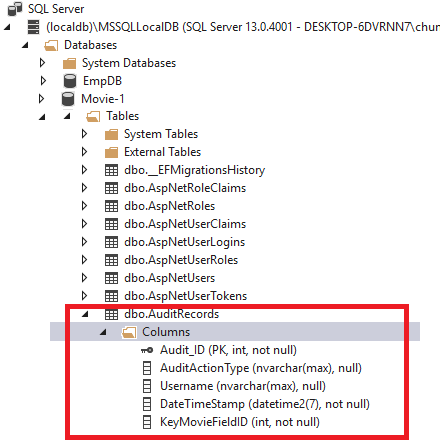 SQL Server
(localdb)\MSSQLLocalDB (SQL Server 13.0.4001 - DESKTOP-6DVRNN7\chun
Databases
System Databases
EmpDB
Movie-1
Tables
System Tables
External Tables
dbo.__EFMigrationsHistory
dbo.AspNetRoleClaims
dbo.AspNetRoles
dbo.AspNetUserClaims
dbo.AspNetUserLogins
dbo.AspNetUserRoles
dbo.AspNetUsers
dbo.AspNetUserTokens
dbo.AuditRecords
Columns
Audit_ID (PK, int, not null)
AuditActionType (nvarchar(max), null)
Username (nvarchar(max), null)
DateTimeStamp (datetime2(7), not null)
KeyMovieFieldID (int, not null)